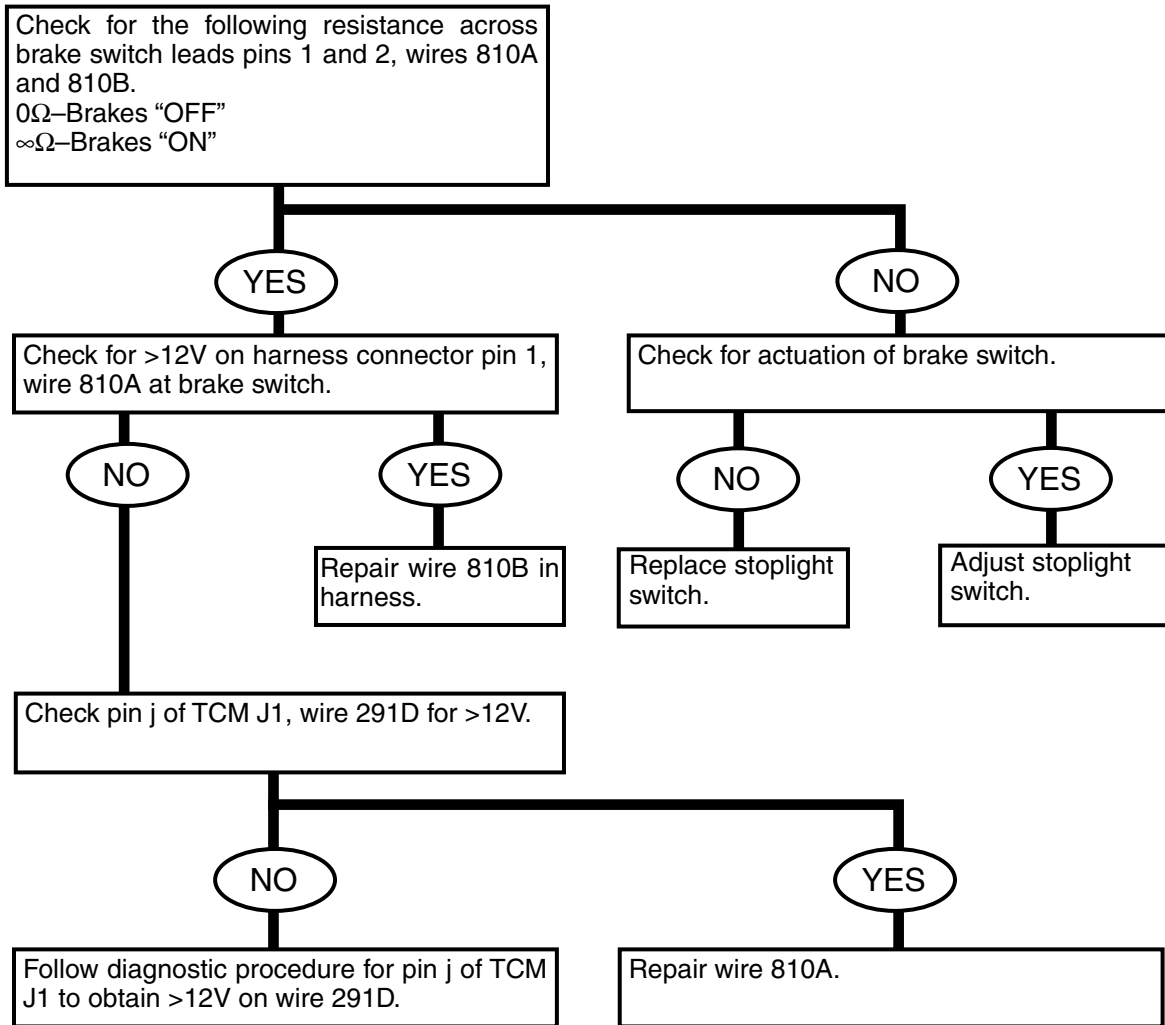 Check for the following resistance across
brake switch leads pins 1 and 2, wires 810A
and 810B.
0Ω–Brakes “OFF”
∞Ω–Brakes “ON”
YES
NO
Check for >12V on harness connector pin 1,
wire 810A at brake switch.
Check for actuation of brake switch.
NO
YES
NO
YES
Repair wire 810B in
harness.
Replace stoplight
switch.
Adjust stoplight
switch.
Check pin j of TCM J1, wire 291D for >12V.
NO
YES
Follow diagnostic procedure for pin j of TCM
J1 to obtain >12V on wire 291D.
Repair wire 810A.